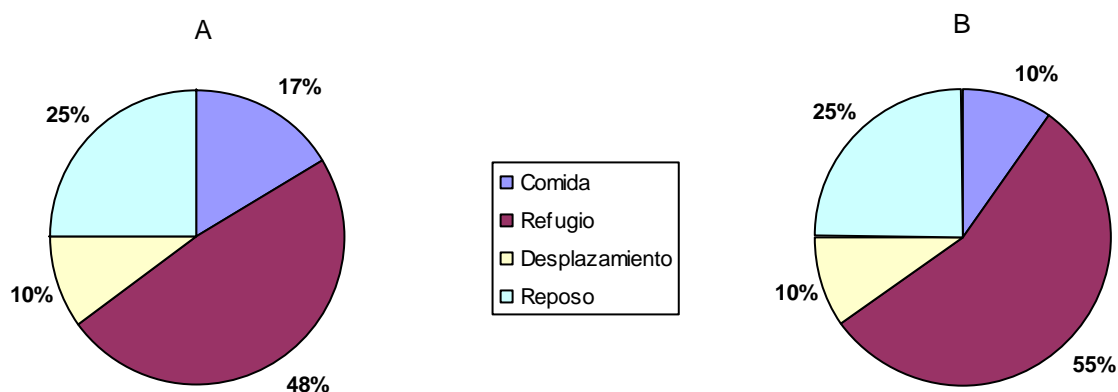 A
17%
25%
10%
48%
Comida
Refugio
Desplazamiento
Reposo
B
10%
25%
10%
55%